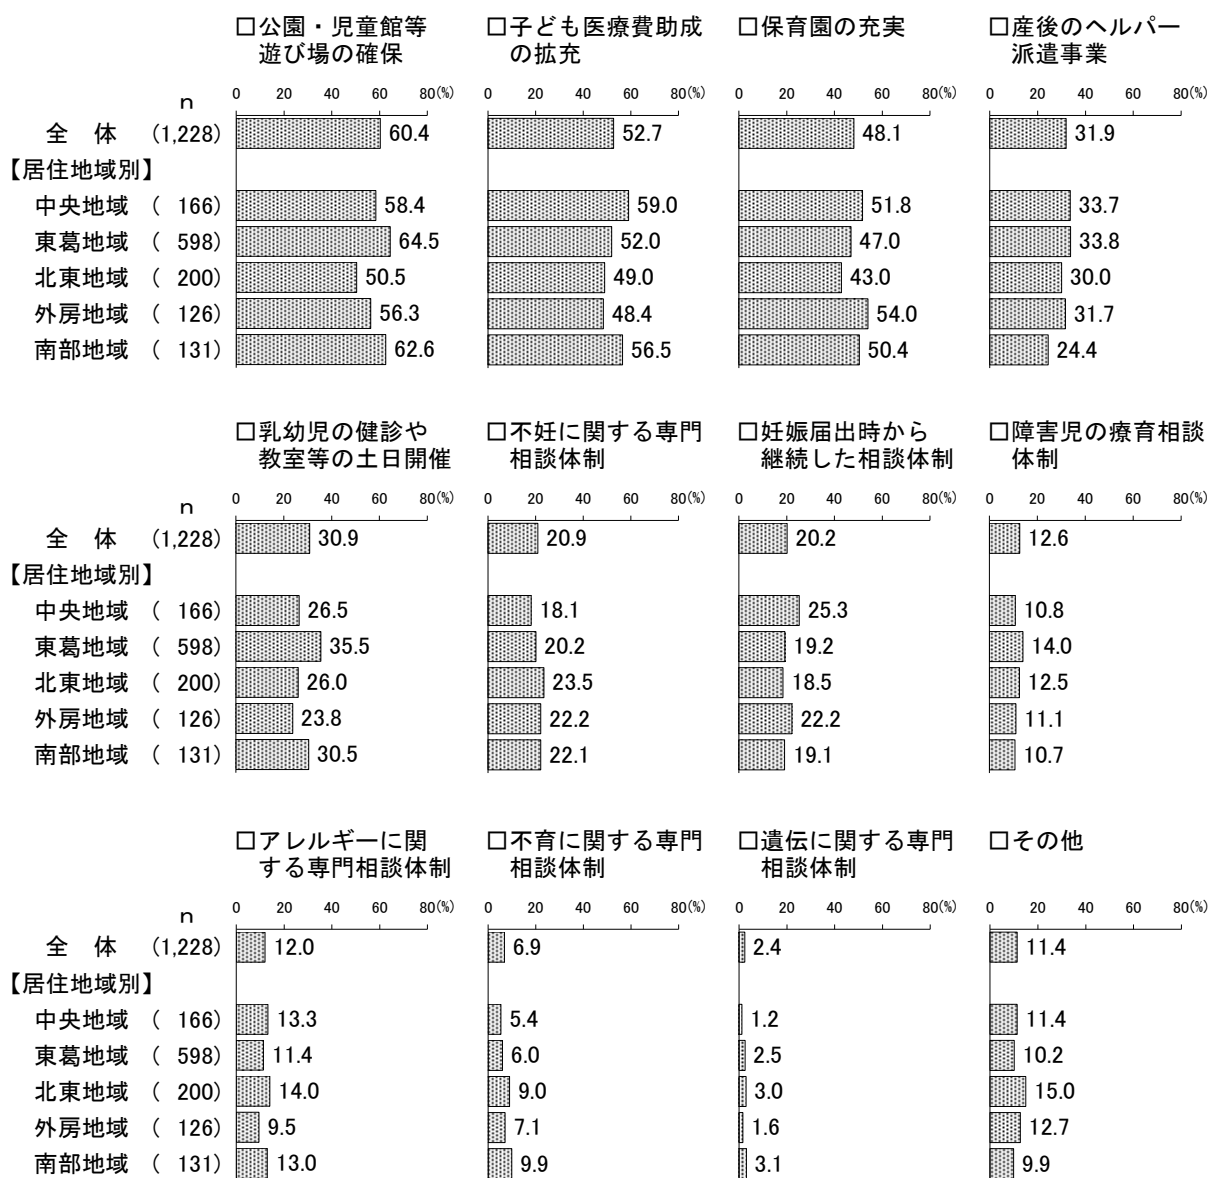 □公園・児童館等 □子ども医療費助成 □保育園の充実 □産後のヘルパー
遊び場の確保 の拡充 派遣事業
n 0 20 40 60 80(%) 0 20 40 60 80(%) 0 20 40 60 80(%) 0 20 40 60 80(%)
全 体 (1,228) 60.4 52.7 48.1 31.9
【居住地域別】
中央地域 ( 166) 58.4 59.0 51.8 33.7
東葛地域 ( 598) 64.5 52.0 47.0 33.8
北東地域 ( 200) 50.5 49.0 43.0 30.0
外房地域 ( 126) 56.3 48.4 54.0 31.7
南部地域 ( 131) 62.6 56.5 50.4 24.4
□乳幼児の健診や □不妊に関する専門 □妊娠届出時から □障害児の療育相談
教室等の土日開催 相談体制 継続した相談体制 体制
n 0 20 40 60 80(%) 0 20 40 60 80(%) 0 20 40 60 80(%) 0 20 40 60 80(%)
全 体 (1,228) 30.9 20.9 20.2 12.6
【居住地域別】
中央地域 ( 166) 26.5 18.1 25.3 10.8
東葛地域 ( 598) 35.5 20.2 19.2 14.0
北東地域 ( 200) 26.0 23.5 18.5 12.5
外房地域 ( 126) 23.8 22.2 22.2 11.1
南部地域 ( 131) 30.5 22.1 19.1 10.7
□アレルギーに関 □不育に関する専門 □遺伝に関する専門 □その他
する専門相談体制 相談体制 相談体制
n 0 20 40 60 80(%) 0 20 40 60 80(%) 0 20 40 60 80(%) 0 20 40 60 80(%)
全 体 (1,228) 12.0 6.9 2.4 11.4
【居住地域別】
中央地域 ( 166) 13.3 5.4 1.2 11.4
東葛地域 ( 598) 11.4 6.0 2.5 10.2
北東地域 ( 200) 14.0 9.0 3.0 15.0
外房地域 ( 126) 9.5 7.1 1.6 12.7
南部地域 ( 131) 13.0 9.9 3.1 9.9